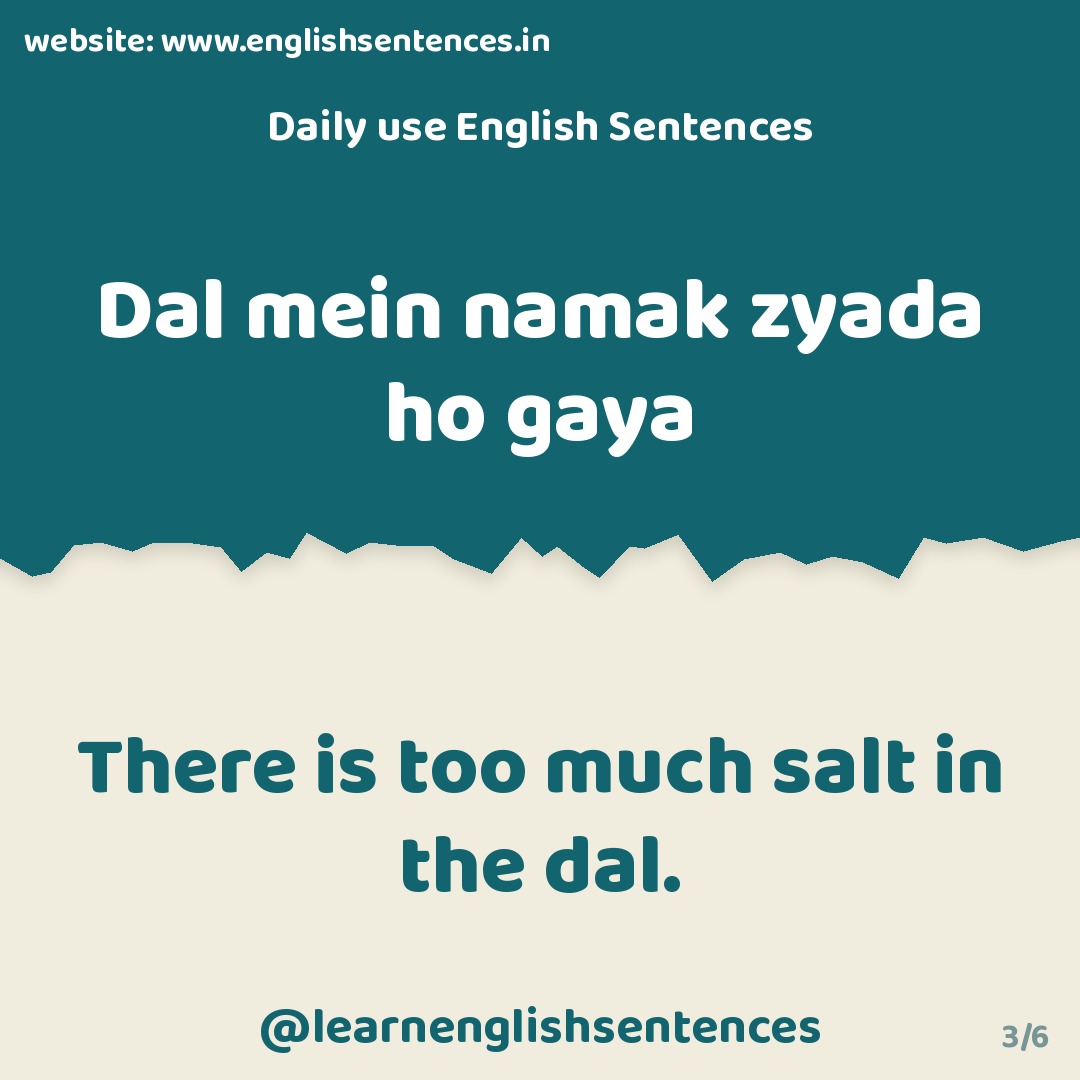 website: www.englishsentences.in
Daily use English Sentences
Dal mein namak zyada
ho gaya
There is too much salt in
the dal.
@learnenglishsentences
3/6